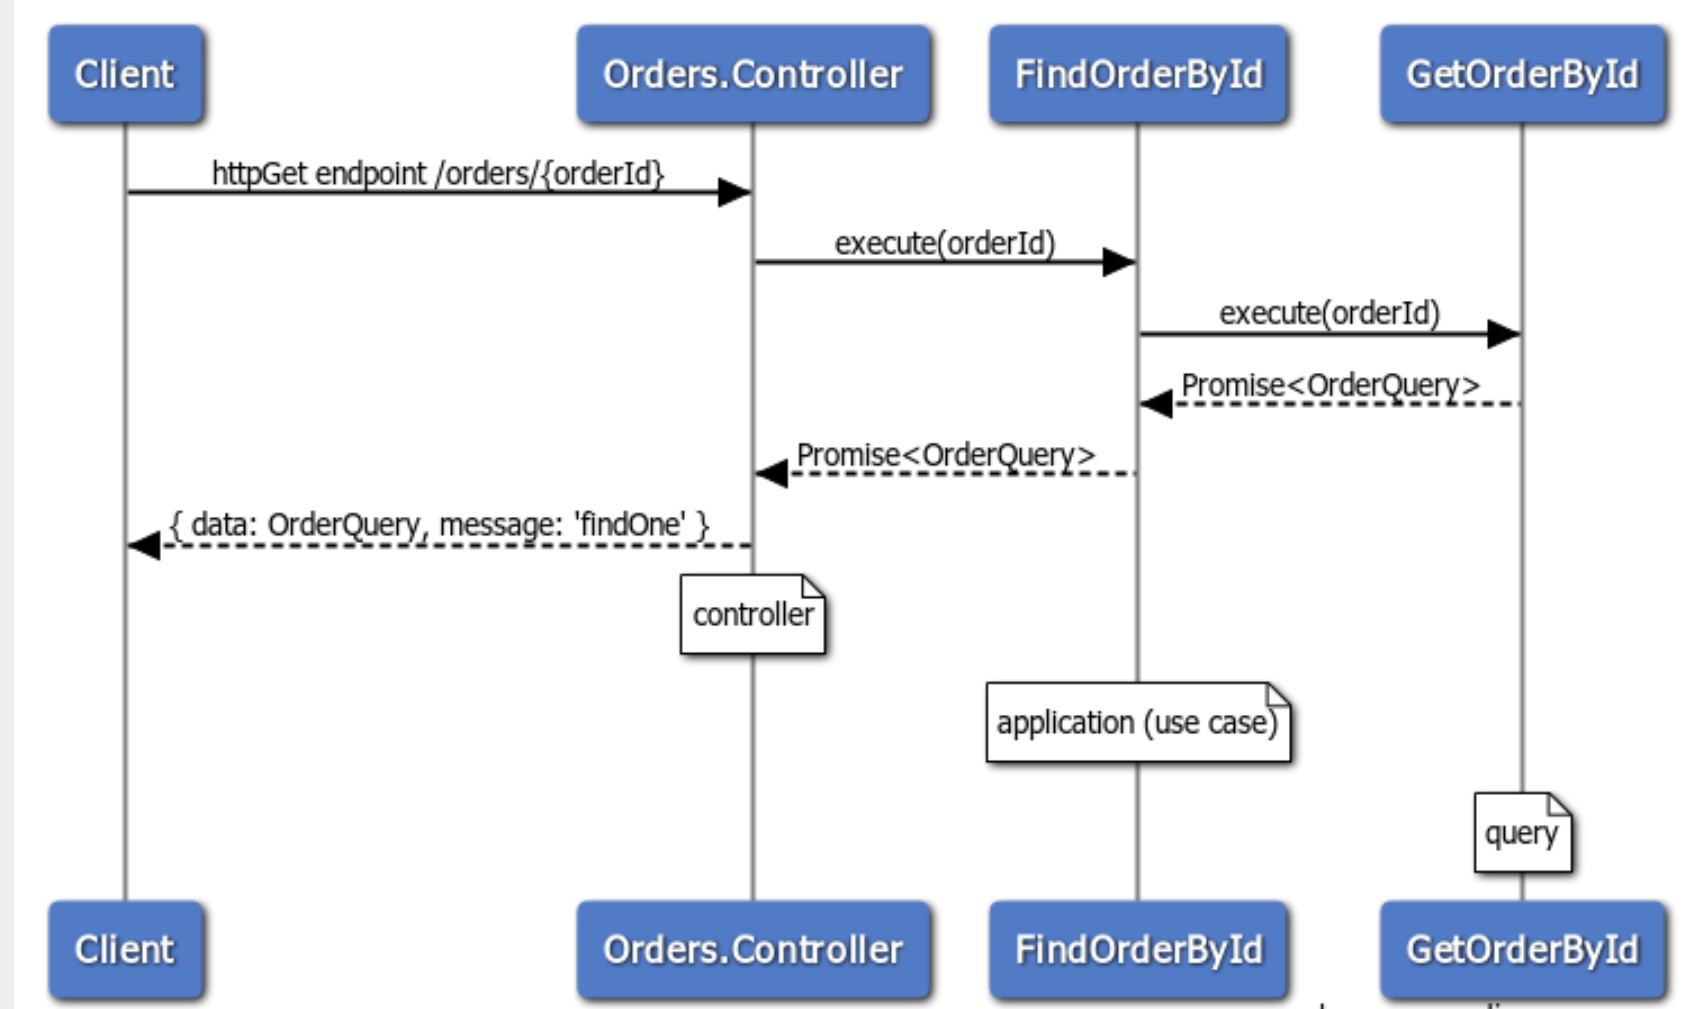 Client
Orders.Controller
FindOrderById
GetOrderById
httpGet endpoint /orders/{orderId}
execute(orderId)
execute(orderId)
Promise<OrderQuery>
Promise<OrderQuery>
{ data: OrderQuery, message: 'findOne' }
controller
application (use case)
query
Client
Orders.Controller
FindOrderById
GetOrderById